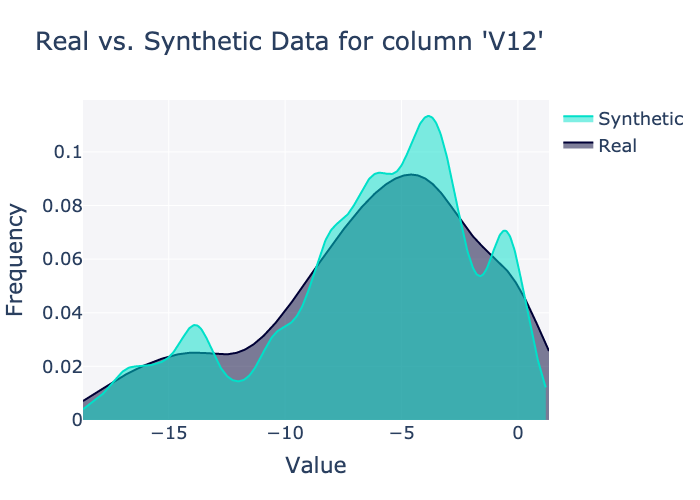 Real vs. Synthetic Data for column 'V12'
Synthetic
Real
Frequency
0.1
0.08
0.06
0.04
0.02
0
−15
−10
−5
0
Value